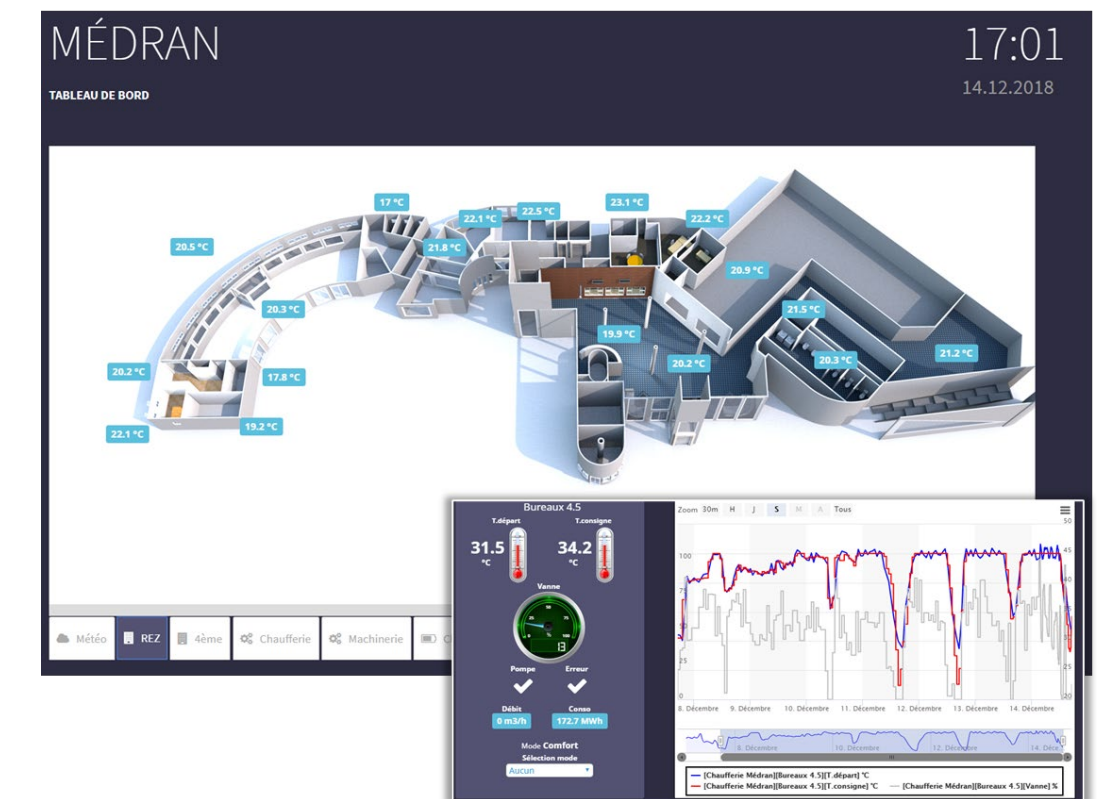 MÉDRAN
17:01
14.12.2018
TABLEAU DE BORD
17 °C
22.1 °C
22.5 °C
23.1 °C
22.2 °C
20.5 °C
21.8 °C
20.9 °C
20.3 °C
21.5 °C
19.9 °C
20.2 °C
20.3 °C
21.2 °C
20.2 °C
17.8 °C
22.1 °C
19.2 °C
Météo
REZ
4ème
Chaufferie
Machinerie
Bureaux 4.5
T.départ
T.consigne
31.5 °C
34.2 °C
Vanne
25
50
75
0
%
100
13
Pompe
Erreur
Débit
Conso
0 m3/h
172.7 MWh
Mode Comfort
Sélection mode
Aucun
Zoom 30m H J S M A Tous
50
100
45
40
25
25
0
20
8. Décembre 9. Décembre 10. Décembre 11. Décembre 12. Décembre 13. Décembre 14. Décembre
8. Décembre 10. Décembre 12. Décembre
[Chaufferie Médran][Bureaux 4.5][T.départ] °C
[Chaufferie Médran][Bureaux 4.5][T.consigne] °C
[Chaufferie Médran][Bureaux 4.5][Vanne] %